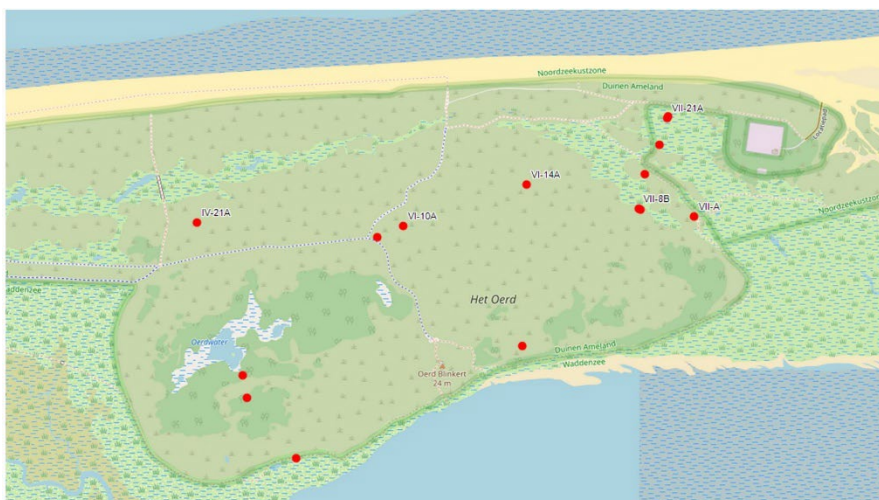 Noordzeekustzone
Duinen Ameland
VII-21A
Locatiepad
VI-14A
IV-21A
VI-10A
VII-8B
VII-A
Noordzeekustzone
Waddenzee
Het Oerd
Oerdwater
Duinen Ameland
Waddenzee
Oerd Blinkert
24 m